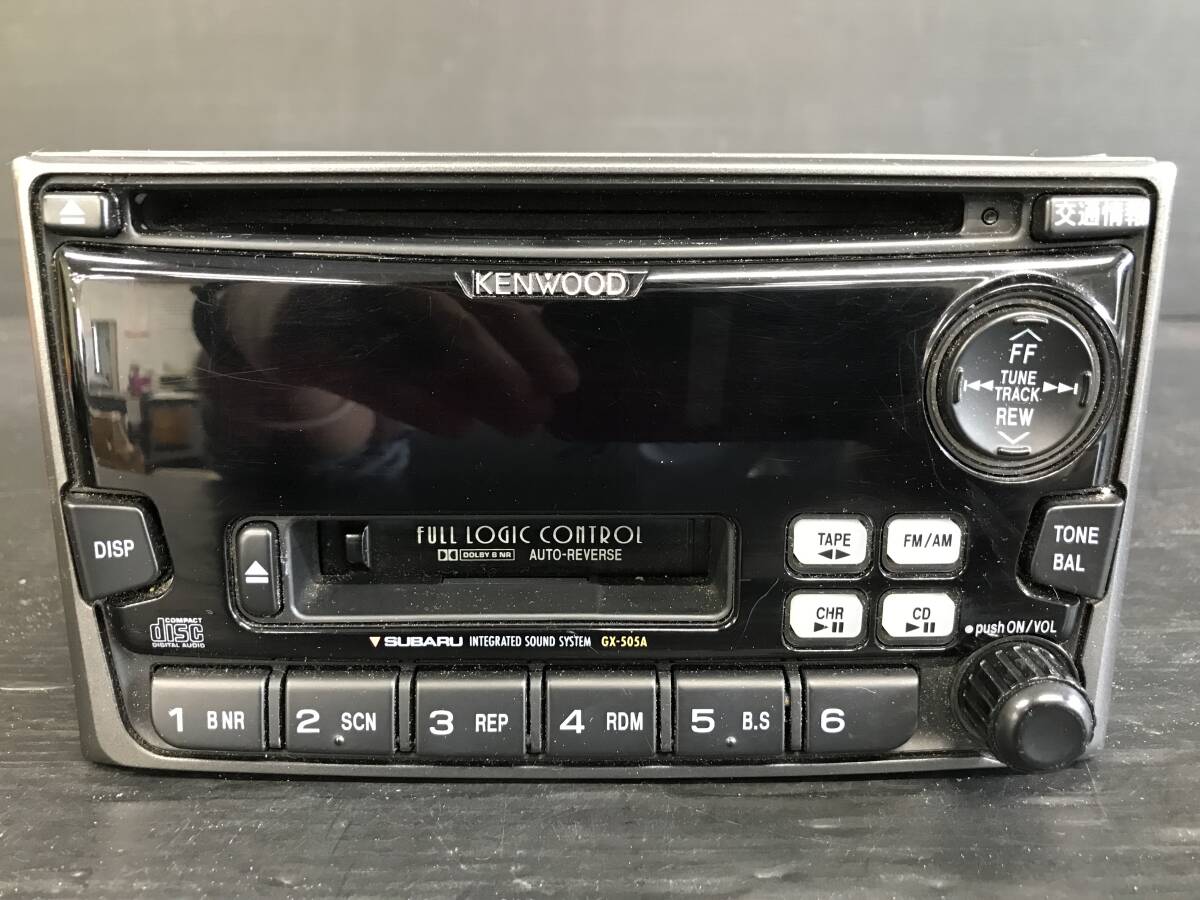 交通情報
KENWOOD
FF
TUNE
TRACK
REW
DISP
FULL LOGIC CONTROL
DOLBY B NR AUTO-REVERSE
TAPE
FM/AM
TONE
BAL
CHR
CD
COMPACT
disc
DIGITAL AUDIO
SUBARU INTEGRATED SOUND SYSTEM GX-505A
push ON/VOL
1 B NR
2 SCN
3 REP
4 RDM
5 B.S
6